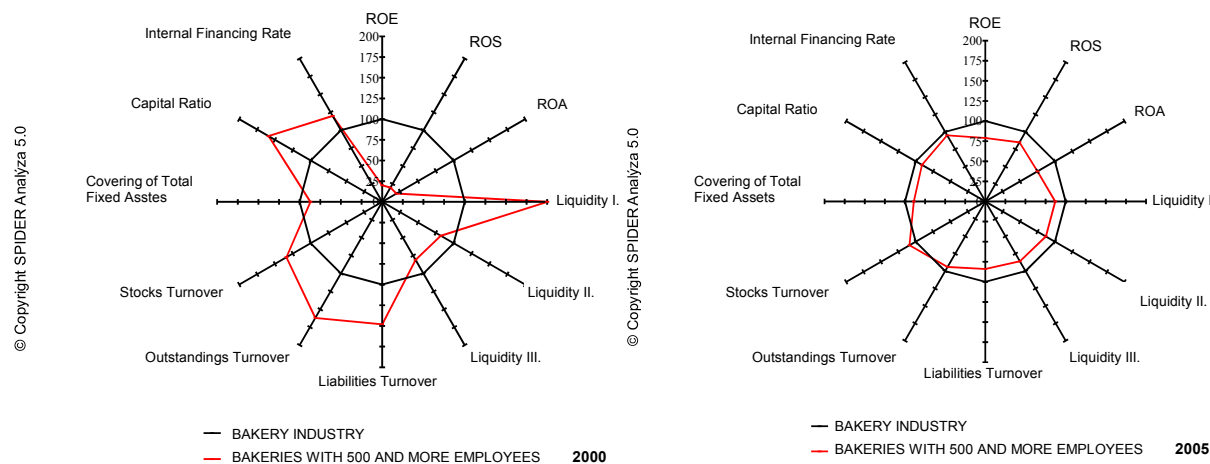 © Copyright SPIDER Analýza 5.0
ROE
200
175
150
125
100
75
50
25
ROS
ROA
Liquidity I.
Liquidity II.
Liquidity III.
Liabilities Turnover
Outstandings Turnover
Stocks Turnover
Covering of Total
Fixed Asstes
Capital Ratio
Internal Financing Rate
BAKERY INDUSTRY
BAKERIES WITH 500 AND MORE EMPLOYEES 2000
© Copyright SPIDER Analýza 5.0
ROE
200
175
150
125
100
75
50
25
ROS
ROA
Liquidity I
Liquidity II.
Liquidity III.
Liabilities Turnover
Outstandings Turnover
Stocks Turnover
Covering of Total
Fixed Assets
Capital Ratio
Internal Financing Rate
BAKERY INDUSTRY
BAKERIES WITH 500 AND MORE EMPLOYEES 2005